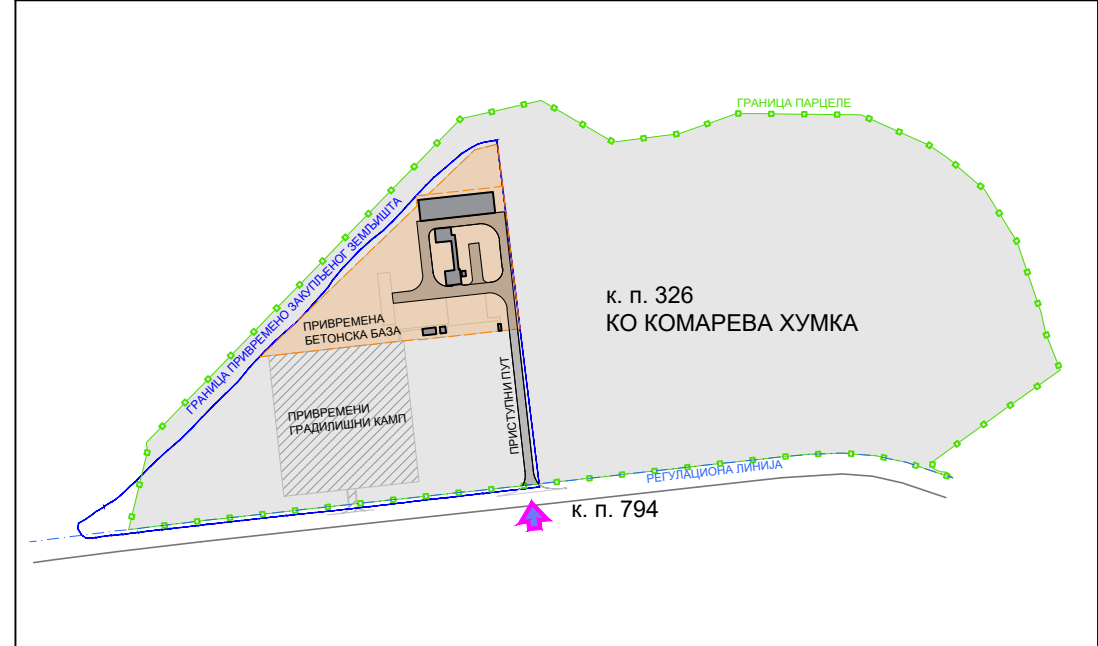 ГРАНИЦА ПАРЦЕЛЕ
ГРАНИЦА ПРИВРЕМЕНО ЗАКУПЉЕНОГ ЗЕМЉИШТА
к. п. 326
КО КОМАРЕВА ХУМКА
ПРИВРЕМЕНА
БЕТОНСКА БАЗА
ПРИСТУПНИ ПУТ
ПРИВРЕМЕНИ
ГРАДИЛИШНИ КАМП
РЕГУЛАЦИОНА ЛИНИЈА
к. п. 794